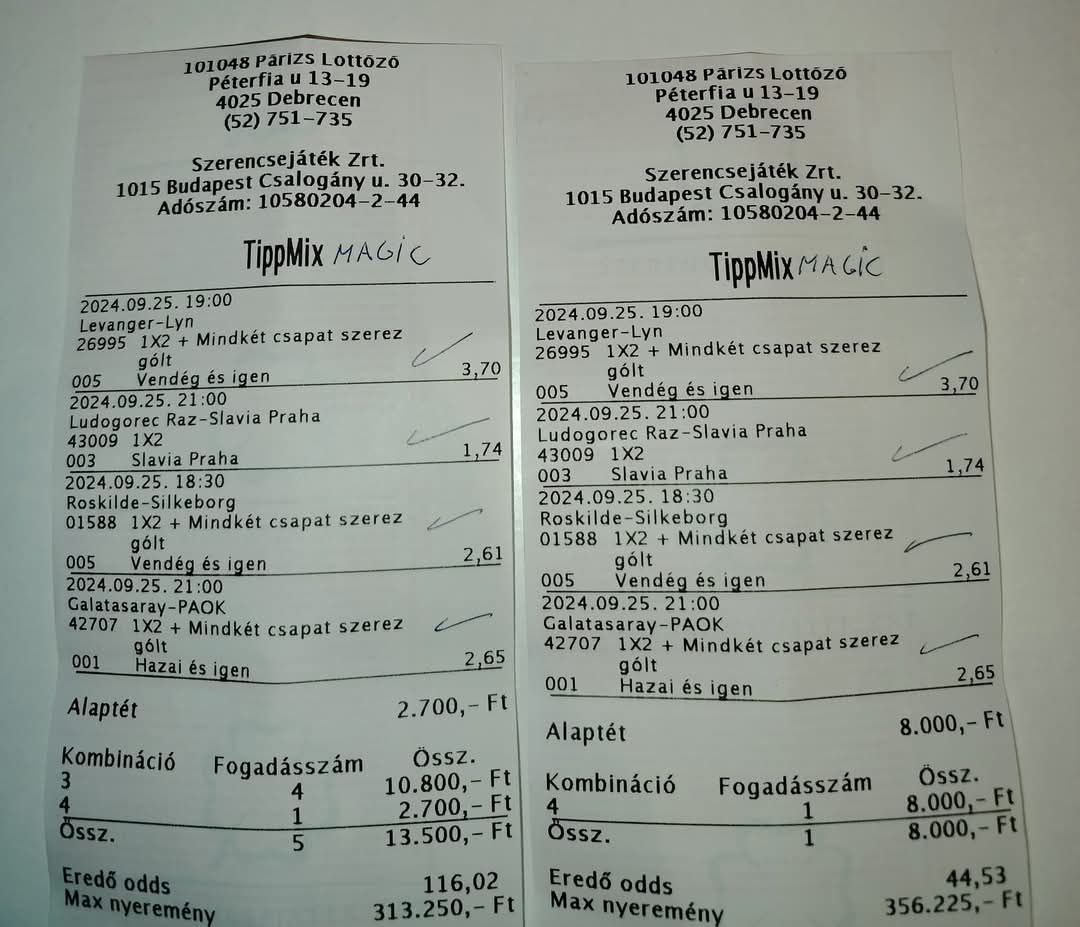 101048 Párizs Lottózó
Péterfia u 13-19
4025 Debrecen
(52) 751-735
Szerencsejáték Zrt.
1015 Budapest Csalogány u. 30-32.
Adószám: 10580204-2-44
TippMix MAGIC
2024.09.25. 19:00
Levanger-Lyn
26995 1X2 + Mindkét csapat szerez
gólt
005 Vendég és igen 3,70
2024.09.25. 21:00
Ludogorec Raz-Slavia Praha
43009 1X2
003 Slavia Praha 1,74
2024.09.25. 18:30
Roskilde-Silkeborg
01588 1X2 + Mindkét csapat szerez
gólt
005 Vendég és igen 2,61
2024.09.25. 21:00
Galatasaray-PAOK
42707 1X2 + Mindkét csapat szerez
gólt
001 Hazai és igen 2,65
Alaptét 2.700,- Ft
Kombináció Fogadásszám Össz.
3 4 10.800,- Ft
4 1 2.700,- Ft
Össz. 5 13.500,- Ft
Eredő odds 116,02
Max nyeremény 313.250,- Ft
101048 Párizs Lottózó
Péterfia u 13-19
4025 Debrecen
(52) 751-735
Szerencsejáték Zrt.
1015 Budapest Csalogány u. 30-32.
Adószám: 10580204-2-44
TippMix MAGIC
2024.09.25. 19:00
Levanger-Lyn
26995 1X2 + Mindkét csapat szerez
gólt
005 Vendég és igen 3,70
2024.09.25. 21:00
Ludogorec Raz-Slavia Praha
43009 1X2
003 Slavia Praha 1,74
2024.09.25. 18:30
Roskilde-Silkeborg
01588 1X2 + Mindkét csapat szerez
gólt
005 Vendég és igen 2,61
2024.09.25. 21:00
Galatasaray-PAOK
42707 1X2 + Mindkét csapat szerez
gólt
001 Hazai és igen 2,65
Alaptét 8.000,- Ft
Kombináció Fogadásszám Össz.
4 1 8.000,- Ft
Össz. 1 8.000,- Ft
Eredő odds 44,53
Max nyeremény 356.225,- Ft